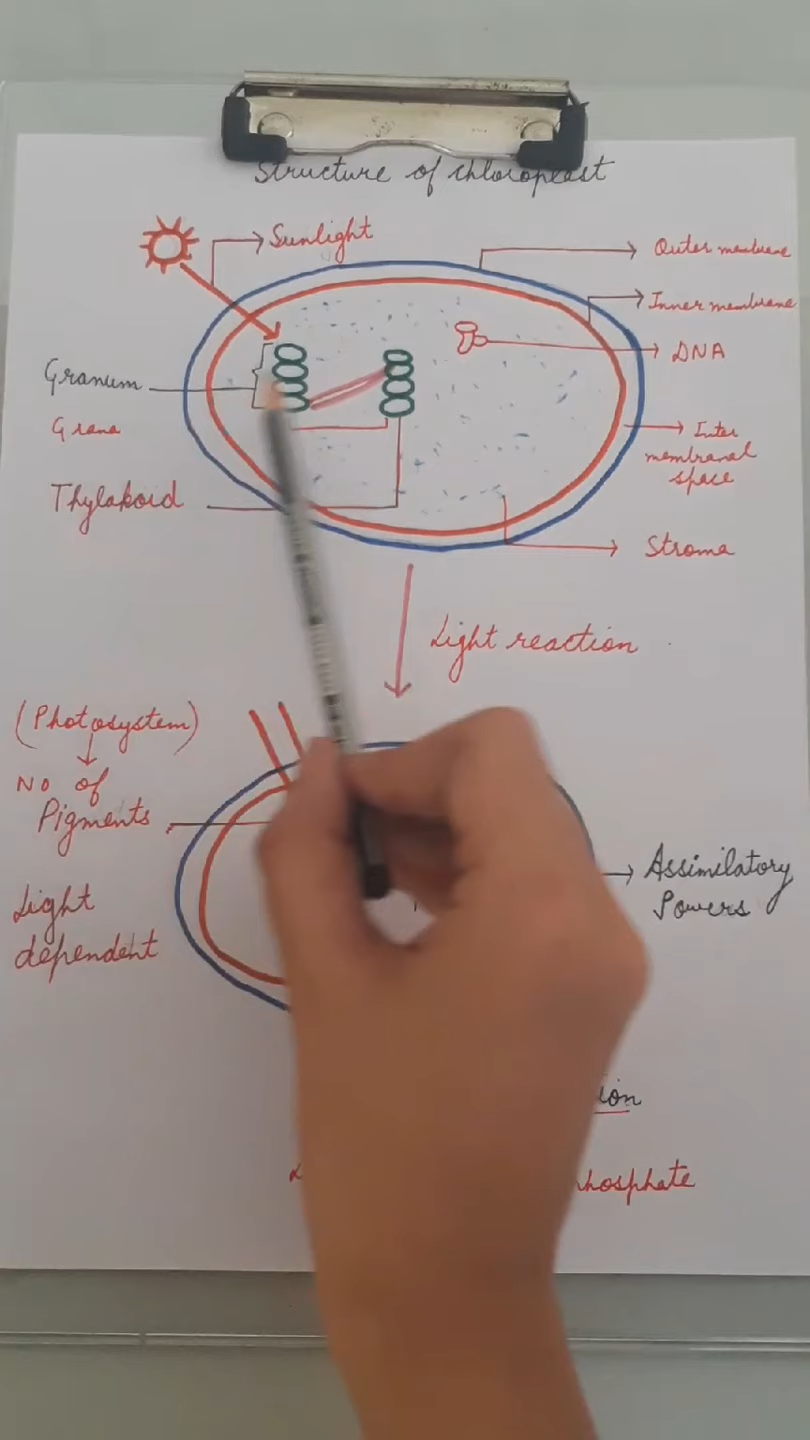 Structure of chloroplast
Sunlight
Outer membrane
Inner membrane
DNA
Granum
Grana
Inter
membranal
space
Thylakoid
Stroma
Light reaction
(Photosystem)
No of
Pigments
Light
dependent
Assimilatory
Powers